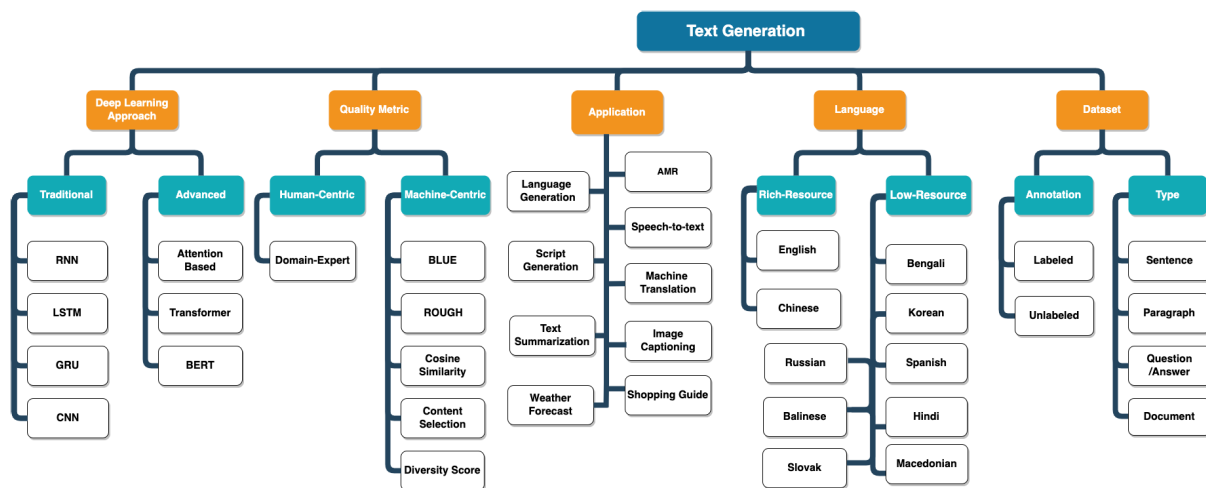 Text Generation
Deep Learning
Approach
Quality Metric
Application
Language
Dataset
Traditional
Advanced
Human-Centric
Machine-Centric
Rich-Resource
Low-Resource
Annotation
Type
RNN
LSTM
GRU
CNN
Attention
Based
Transformer
BERT
Domain-Expert
BLUE
ROUGH
Cosine
Similarity
Content
Selection
Diversity Score
Language
Generation
Script
Generation
Text
Summarization
Weather
Forecast
AMR
Speech-to-text
Machine
Translation
Image
Captioning
Shopping Guide
English
Chinese
Russian
Balinese
Slovak
Bengali
Korean
Spanish
Hindi
Macedonian
Labeled
Unlabeled
Sentence
Paragraph
Question
/Answer
Document